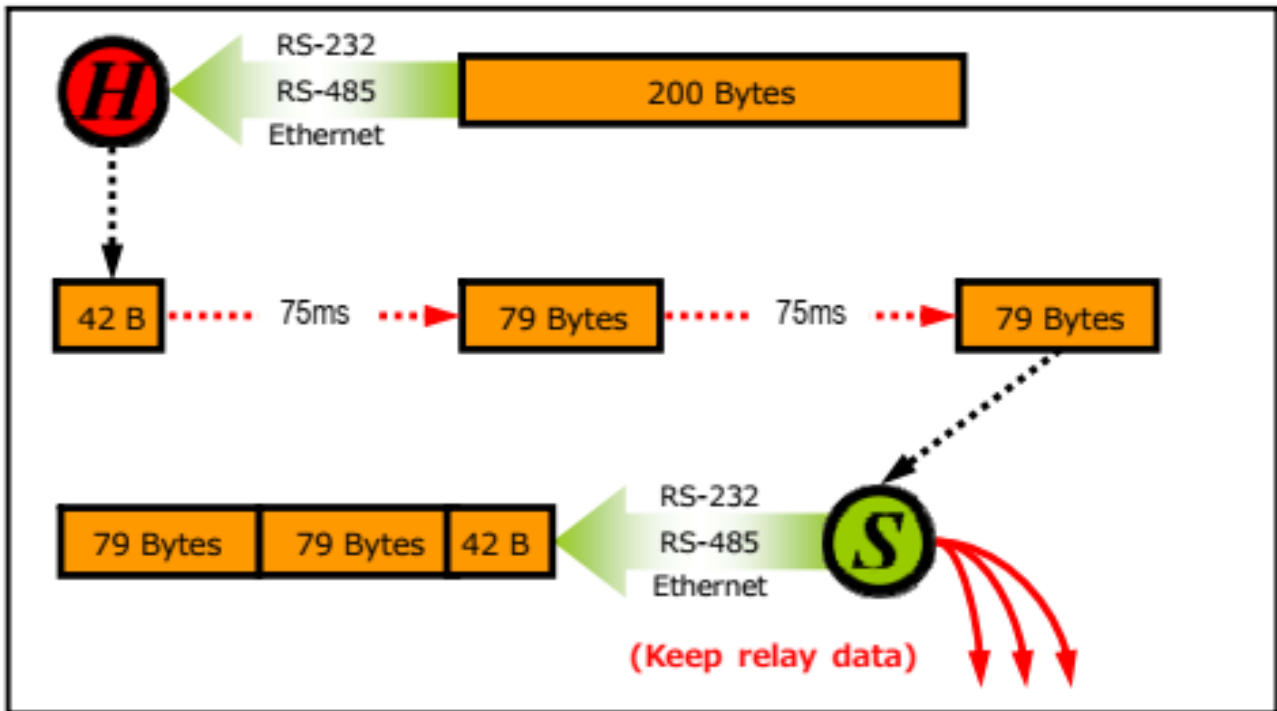 H
RS-232
RS-485
Ethernet
200 Bytes
42 B
75ms
79 Bytes
75ms
79 Bytes
79 Bytes
79 Bytes
42 B
RS-232
RS-485
Ethernet
S
(Keep relay data)